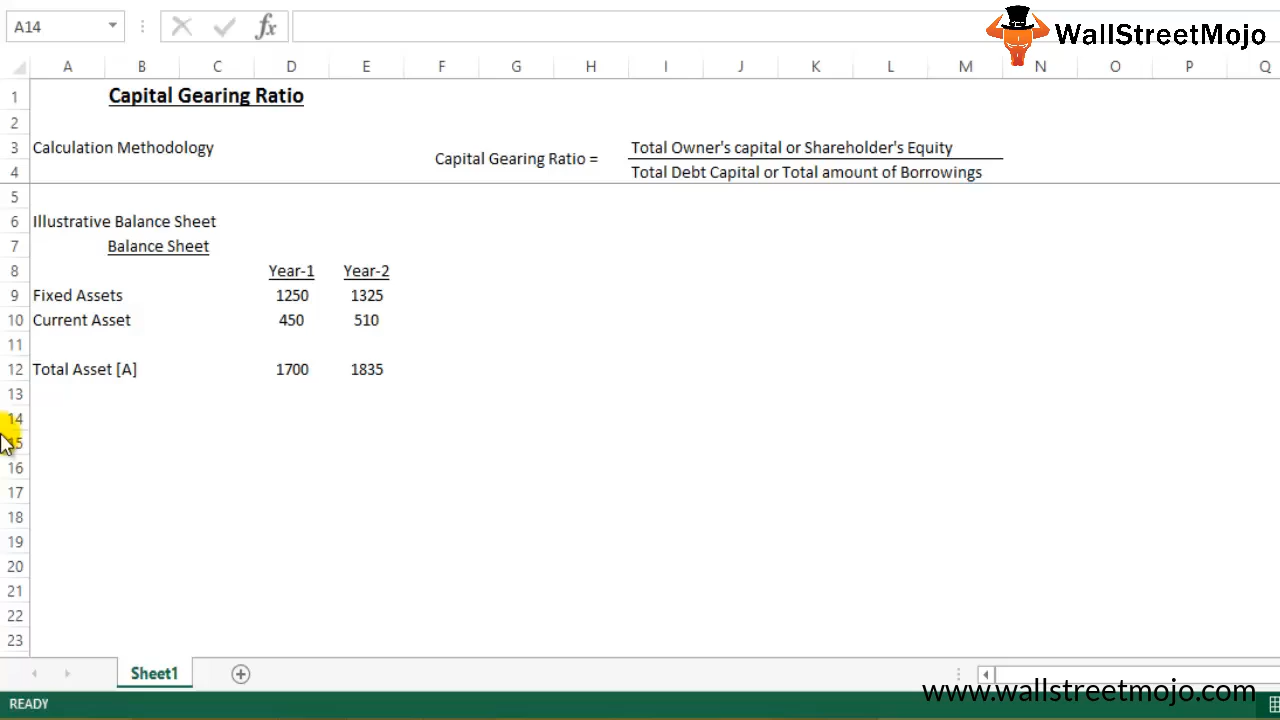 A14
fx
WallStreetMojo
A B C D E F G H I J K L M N O P Q
1 Capital Gearing Ratio
2
3 Calculation Methodology Total Owner's capital or Shareholder's Equity
Capital Gearing Ratio =
4 Total Debt Capital or Total amount of Borrowings
5
6 Illustrative Balance Sheet
7 Balance Sheet
8 Year-1 Year-2
9 Fixed Assets 1250 1325
10 Current Asset 450 510
11
12 Total Asset [A] 1700 1835
13
14
15
16
17
18
19
20
21
22
23
Sheet1
www.wallstreetmojo.com
READY